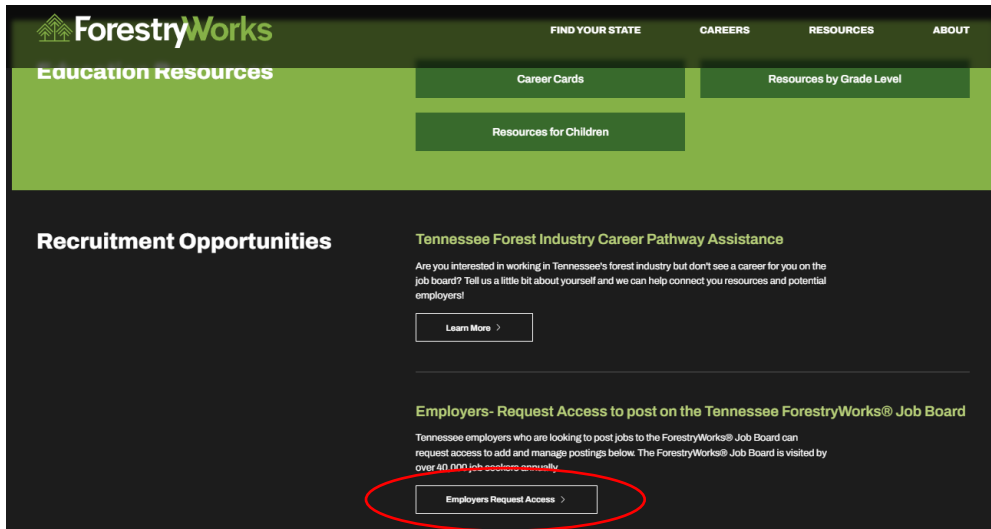 ForestryWorks
FIND YOUR STATE CAREERS RESOURCES ABOUT
Education Resources
Career Cards
Resources by Grade Level
Resources for Children
Recruitment Opportunities
Tennessee Forest Industry Career Pathway Assistance
Are you interested in working in Tennessee's forest industry but don't see a career for you on the
job board? Tell us a little bit about yourself and we can help connect you resources and potential
employers!
Learn More >
Employers- Request Access to post on the Tennessee ForestryWorks® Job Board
Tennessee employers who are looking to post jobs to the ForestryWorks® Job Board can
request access to add and manage postings below. The ForestryWorks® Job Board is visited by
over 40,000 job seekers annually.
Employers Request Access >